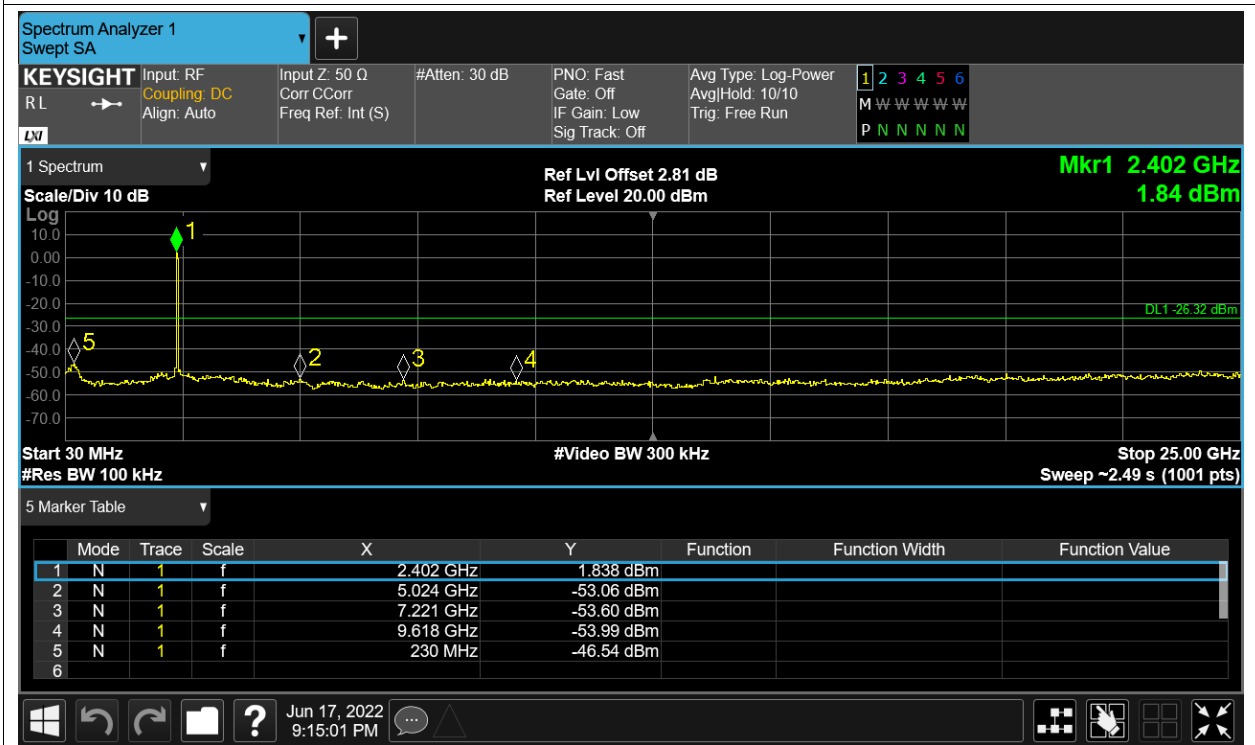 Spectrum Analyzer 1
Swept SA
KEYSIGHT
R L
LXI
Input: RF
Coupling: DC
Align: Auto
Input Z: 50 Ω
Corr CCorr
Freq Ref: Int (S)
#Atten: 30 dB
PNO: Fast
Gate: Off
IF Gain: Low
Sig Track: Off
Avg Type: Log-Power
Avg|Hold: 10/10
Trig: Free Run
1 2 3 4 5 6
M W W W W W
P N N N N N
1 Spectrum
Scale/Div 10 dB
Ref Lvl Offset 2.81 dB
Ref Level 20.00 dBm
Mkr1 2.402 GHz
1.84 dBm
Log
10.0
0.00
-10.0
-20.0
-30.0
-40.0
-50.0
-60.0
-70.0
1
DL1 -26.32 dBm
5
2
3
4
Start 30 MHz
#Video BW 300 kHz
Stop 25.00 GHz
#Res BW 100 kHz
Sweep ~2.49 s (1001 pts)
5 Marker Table
Mode Trace Scale X Y Function Function Width Function Value
1 N 1 f 2.402 GHz 1.838 dBm
2 N 1 f 5.024 GHz -53.06 dBm
3 N 1 f 7.221 GHz -53.60 dBm
4 N 1 f 9.618 GHz -53.99 dBm
5 N 1 f 230 MHz -46.54 dBm
6
?
Jun 17, 2022
9:15:01 PM